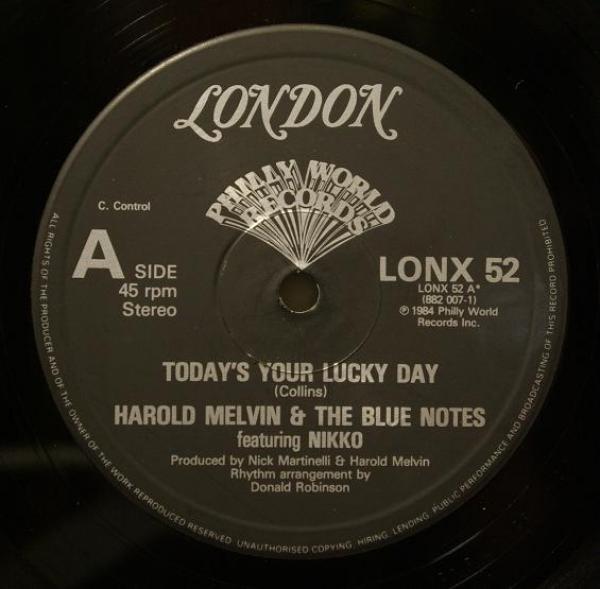 LONDON
PHILLY WORLD
RECORDS
C. Control
A SIDE
45 rpm
Stereo
LONX 52
LONX 52 A*
(882 007-1)
℗ 1984 Philly World
Records Inc.
TODAY'S YOUR LUCKY DAY
(Collins)
HAROLD MELVIN & THE BLUE NOTES
featuring NIKKO
Produced by Nick Martinelli & Harold Melvin
Rhythm arrangement by
Donald Robinson
ALL RIGHTS OF THE PRODUCER AND OF THE OWNER OF THE WORK REPRODUCED RESERVED. UNAUTHORISED COPYING, HIRING, LENDING, PUBLIC PERFORMANCE AND BROADCASTING OF THIS RECORD PROHIBITED